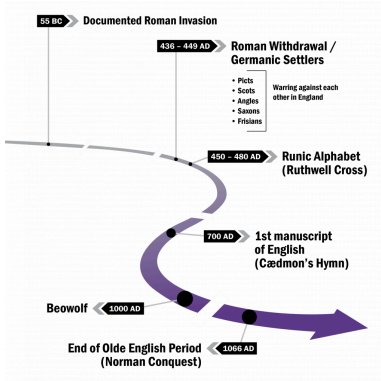 55 BC
Documented Roman Invasion
436 – 449 AD
Roman Withdrawal /
Germanic Settlers
• Picts
• Scots
• Angles
• Saxons
• Frisians
Warring against each
other in England
450 – 480 AD
Runic Alphabet
(Ruthwell Cross)
700 AD
1st manuscript
of English
(Cædmon's Hymn)
Beowolf
1000 AD
End of Olde English Period
(Norman Conquest)
1066 AD